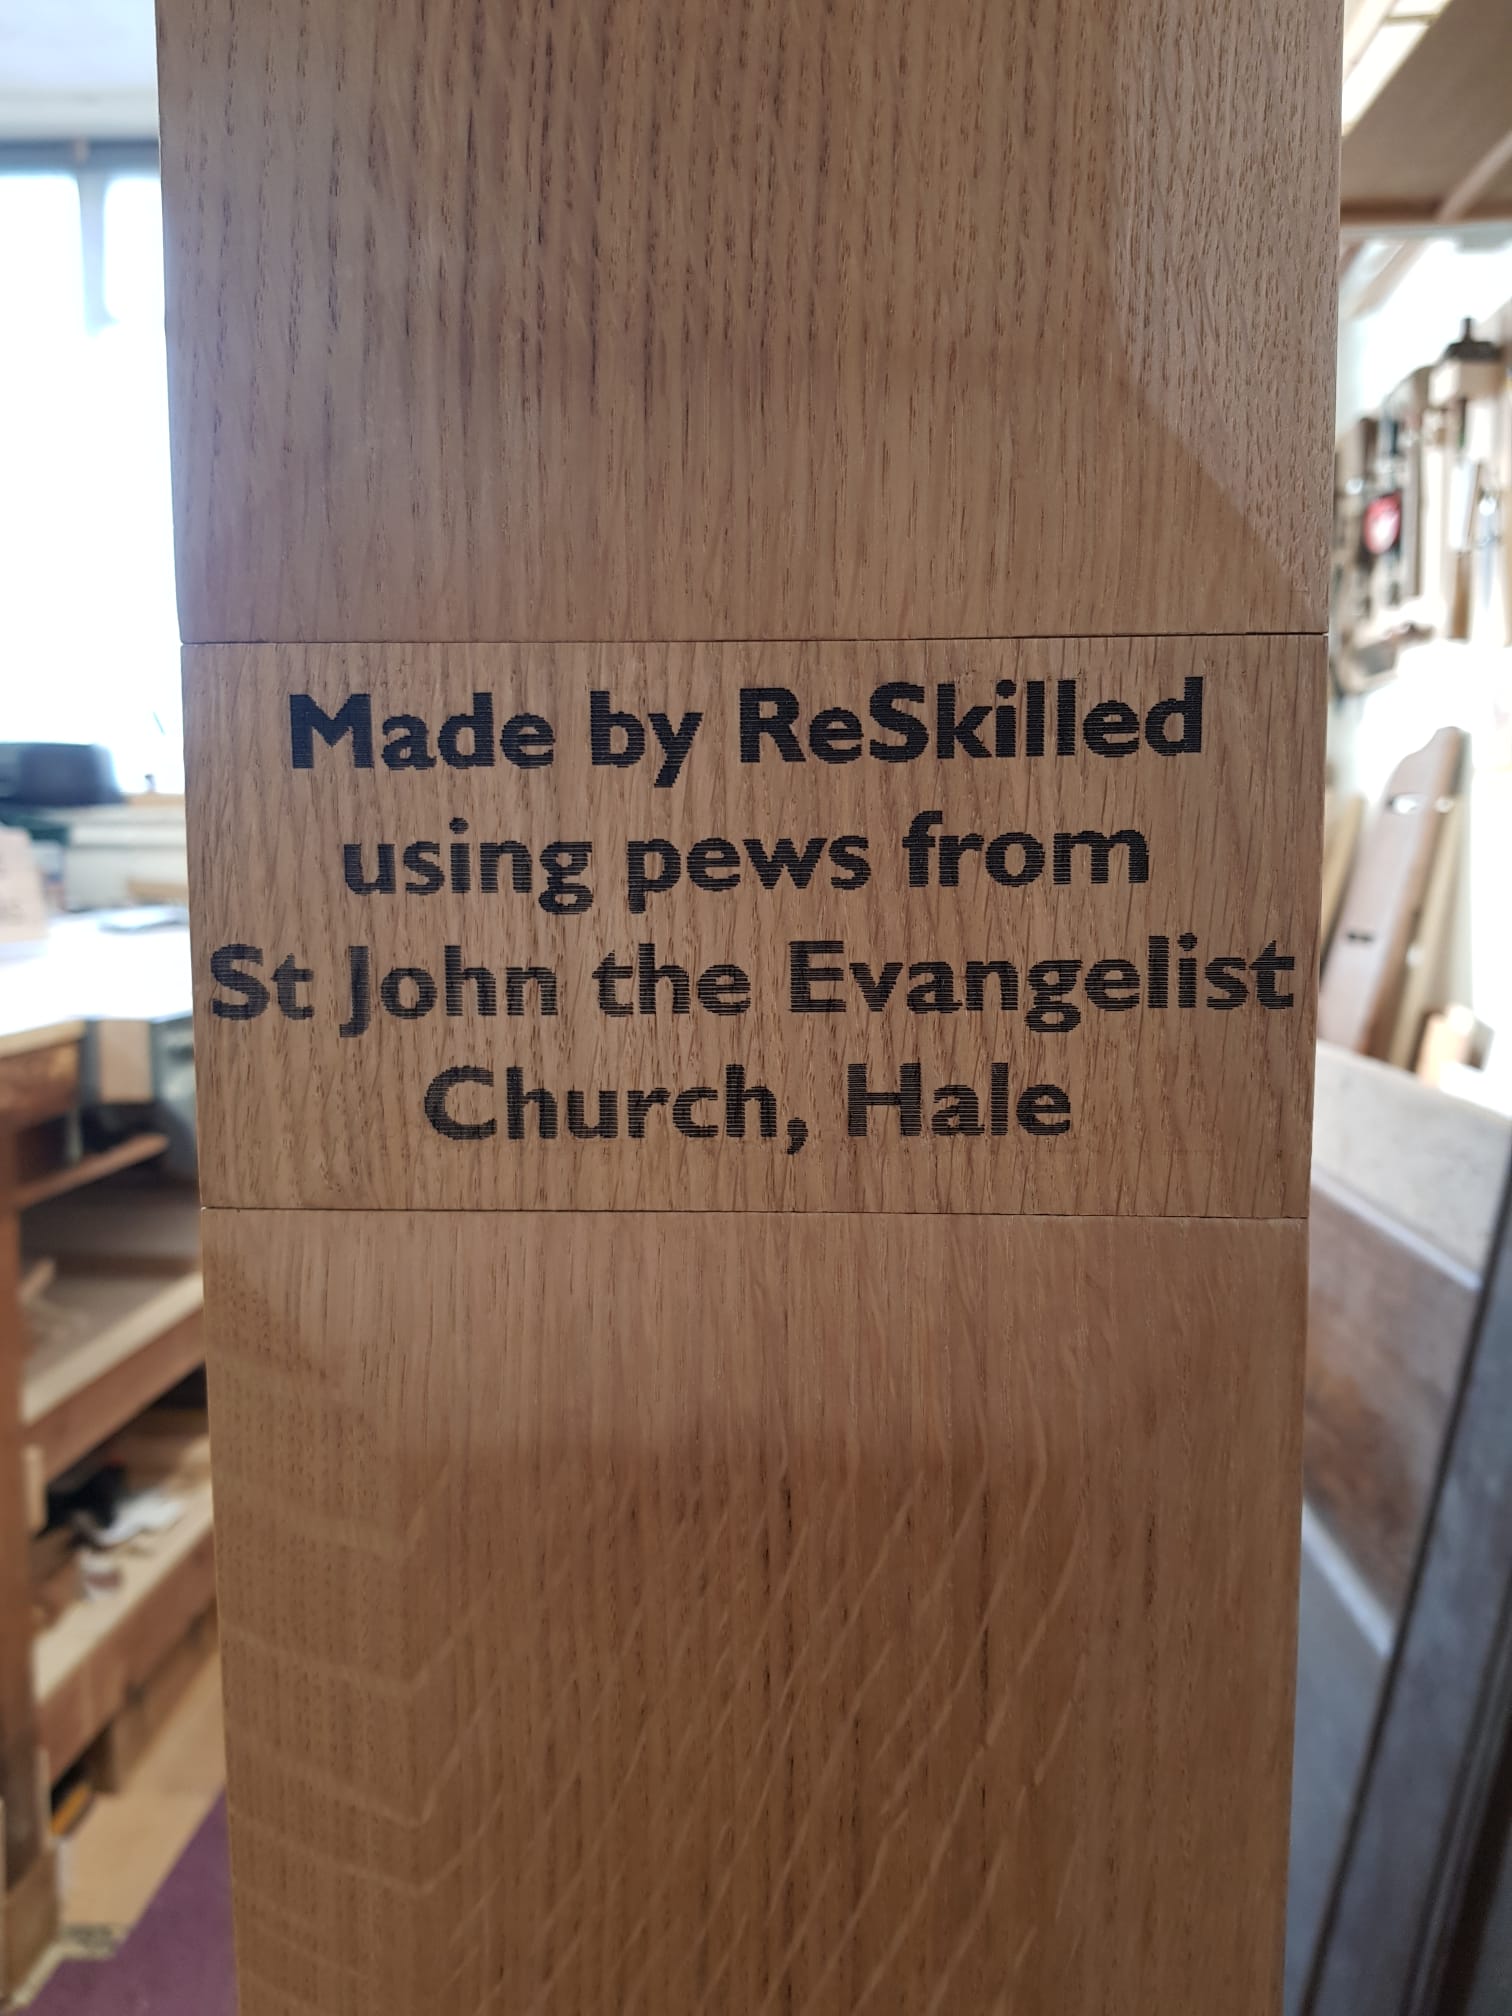 Made by ReSkilled
using pews from
St John the Evangelist
Church, Hale